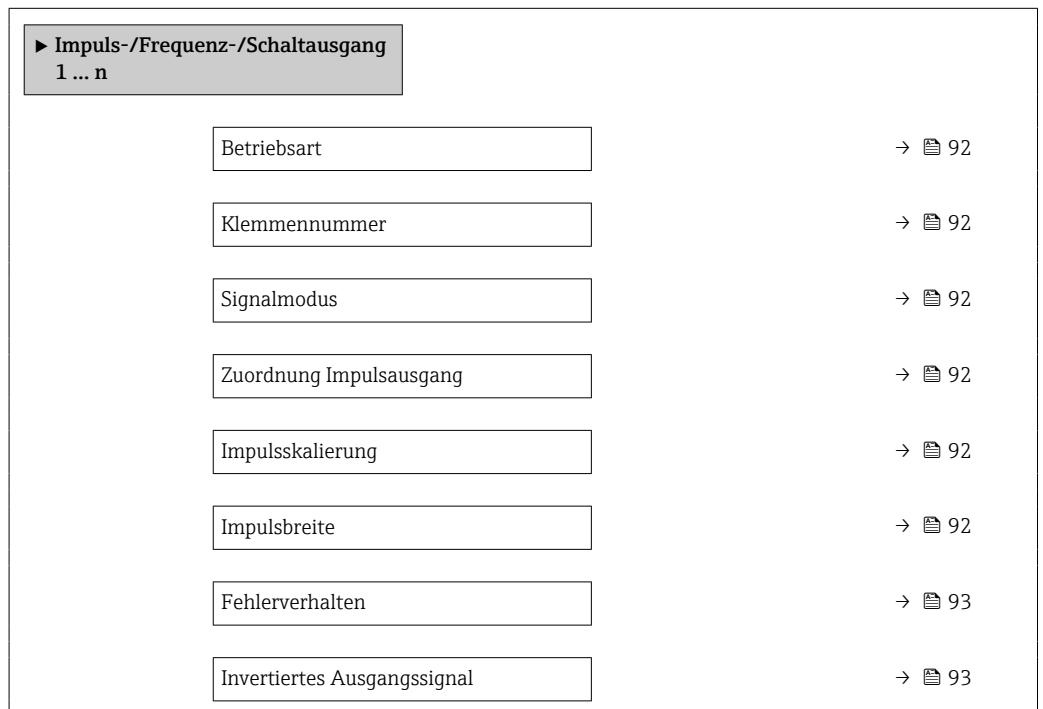 ▶ Impuls-/Frequenz-/Schaltausgang
1 … n
Betriebsart → 92
Klemmennummer → 92
Signalmodus → 92
Zuordnung Impulsausgang → 92
Impulsskalierung → 92
Impulsbreite → 92
Fehlerverhalten → 93
Invertiertes Ausgangssignal → 93